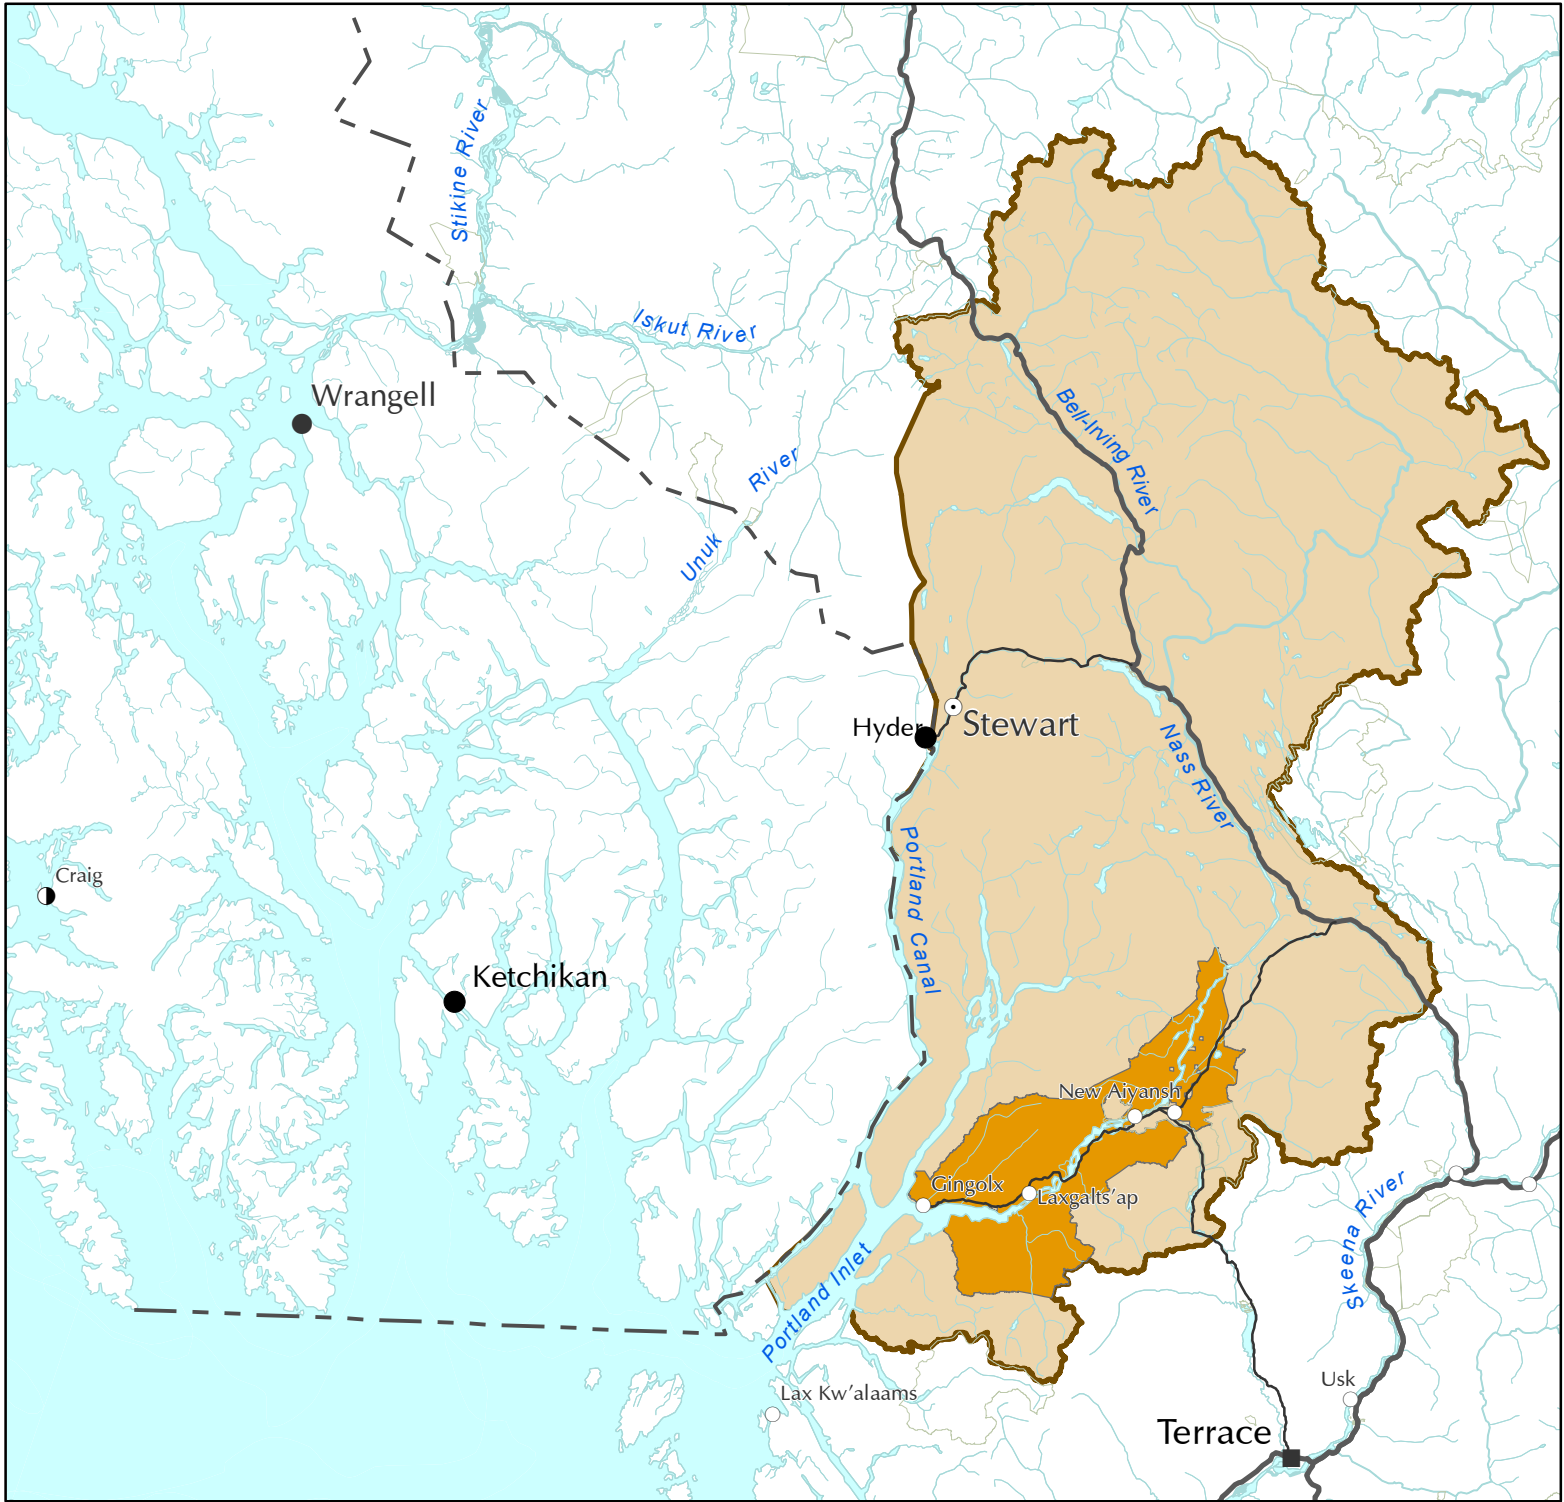 Stikine River
Iskut River
Wrangell
Bell-Irving River
Unuk River
Hyder
Stewart
Nass River
Portland Canal
Craig
Ketchikan
New Aiyansh
Gingolx
Laxgalts'ap
Skeena River
Portland Inlet
Lax Kw'alaams
Usk
Terrace